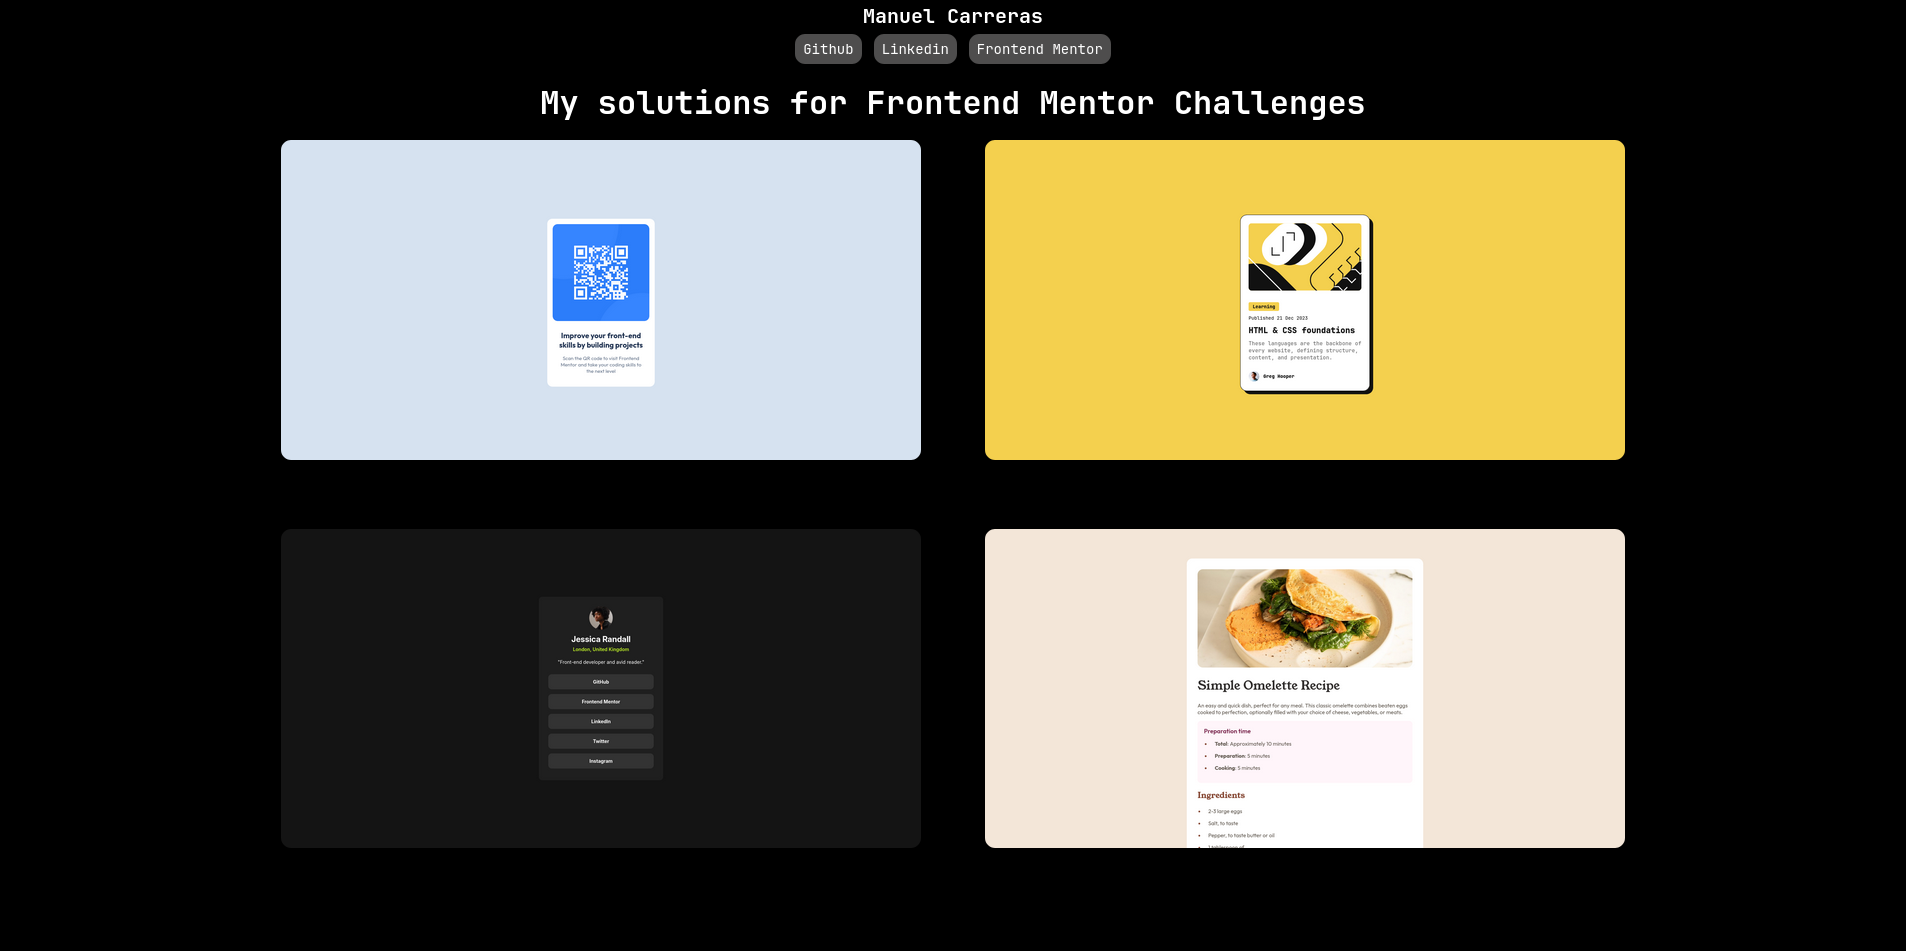 Manuel Carreras
Github Linkedin Frontend Mentor
My solutions for Frontend Mentor Challenges
Improve your front-end
skills by building projects
Scan the QR code to visit Frontend
Mentor and take your coding skills to
the next level
Learning
Published 21 Dec 2023
HTML & CSS foundations
These languages are the backbone of
every website, defining structure,
content, and presentation.
Greg Hooper
Jessica Randall
London, United Kingdom
"Front-end developer and avid reader."
GitHub
Frontend Mentor
LinkedIn
Twitter
Instagram
Simple Omelette Recipe
An easy and quick dish, perfect for any meal. This classic omelette combines beaten eggs
cooked to perfection, optionally filled with your choice of cheese, vegetables, or meats.
Preparation time
• Total: Approximately 10 minutes
• Preparation: 5 minutes
• Cooking: 5 minutes
Ingredients
• 2-3 large eggs
• Salt, to taste
• Pepper, to taste butter or oil